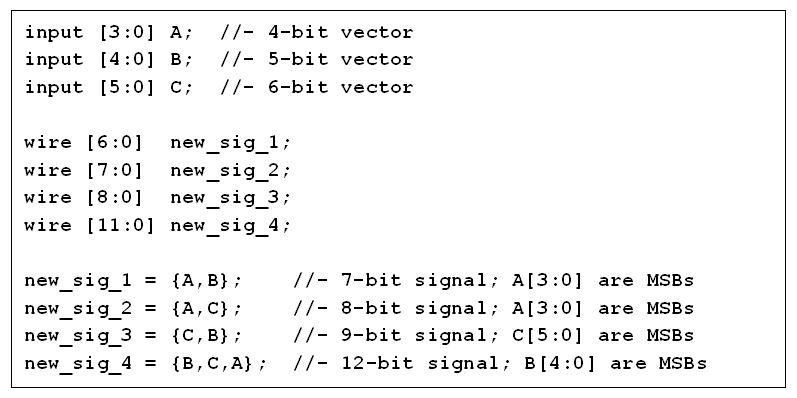 input [3:0] A;  //- 4-bit vector
input [4:0] B;  //- 5-bit vector
input [5:0] C;  //- 6-bit vector
wire [6:0]  new_sig_1;
wire [7:0]  new_sig_2;
wire [8:0]  new_sig_3;
wire [11:0] new_sig_4;
new_sig_1 = {A,B};    //- 7-bit signal; A[3:0] are MSBs
new_sig_2 = {A,C};    //- 8-bit signal; A[3:0] are MSBs
new_sig_3 = {C,B};    //- 9-bit signal; C[5:0] are MSBs
new_sig_4 = {B,C,A};  //- 12-bit signal; B[4:0] are MSBs